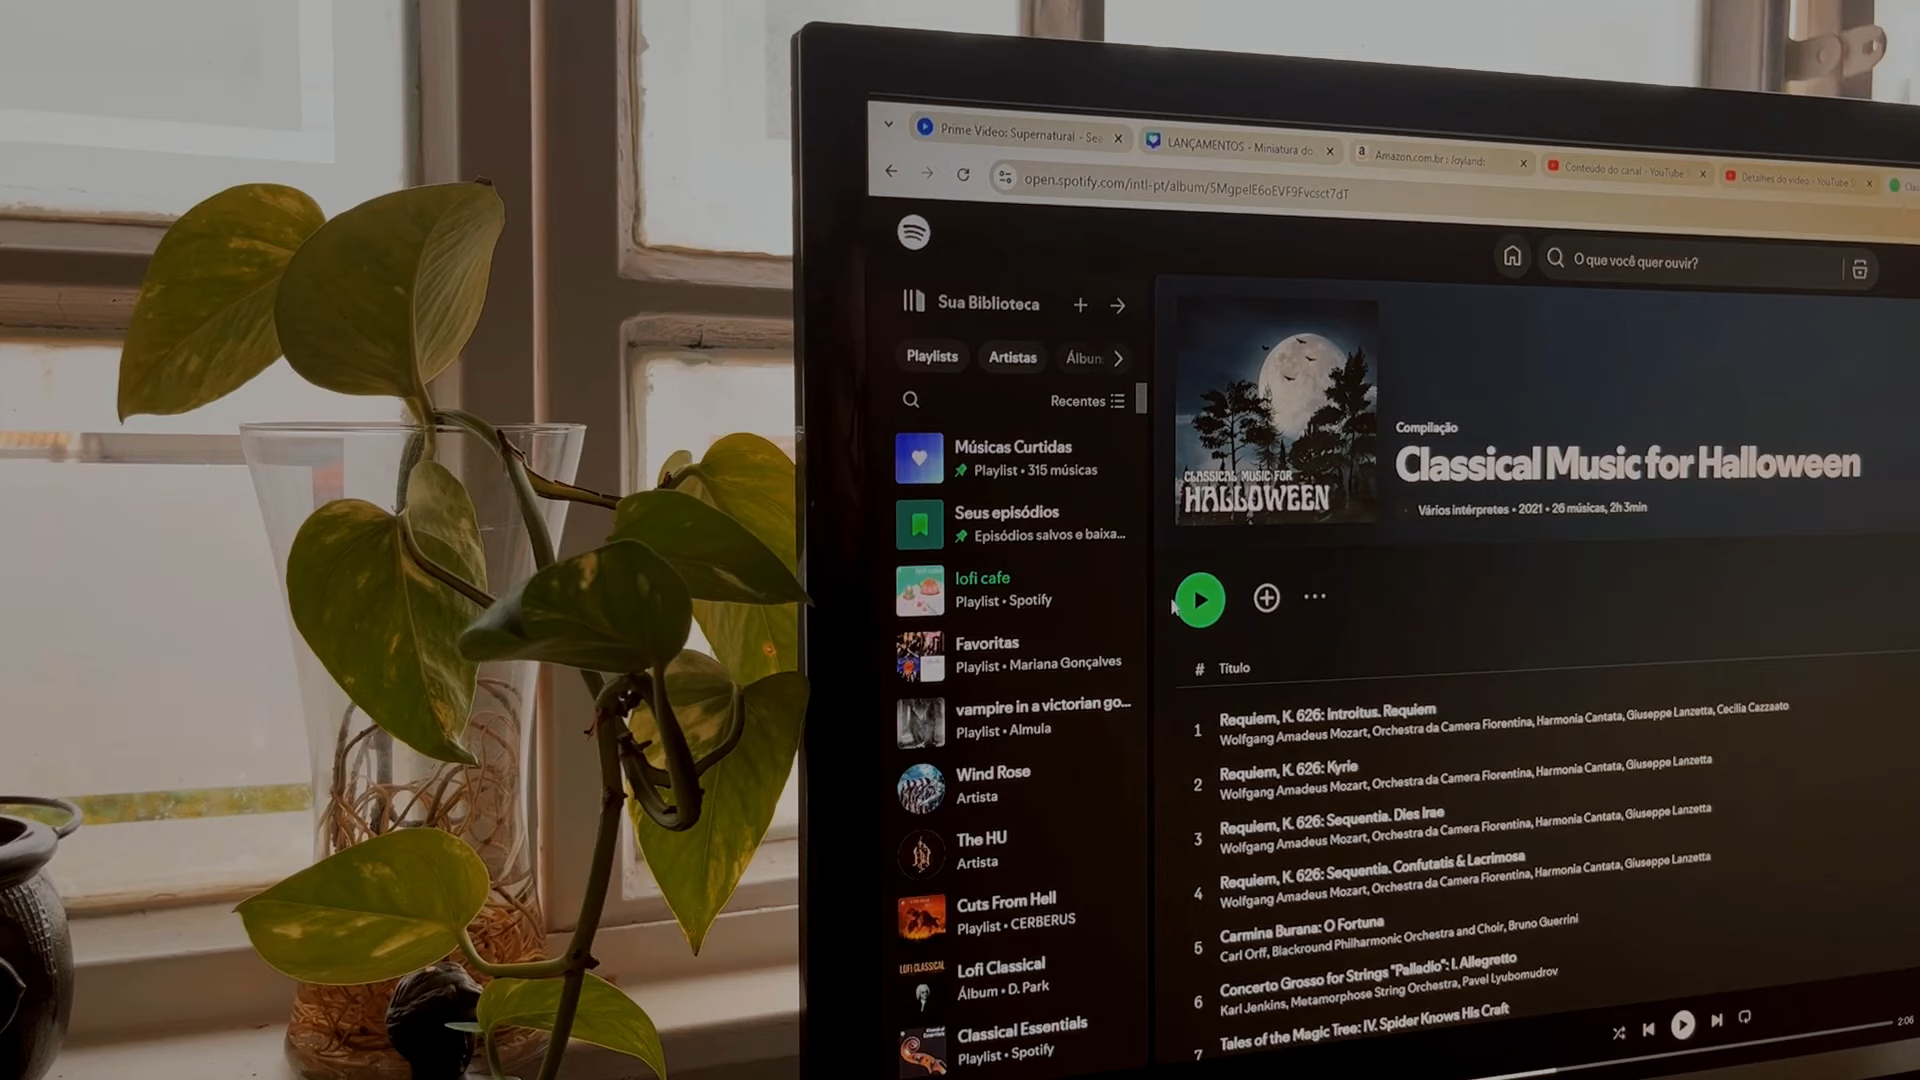 Prime Video: Supernatural - Sea
LANÇAMENTOS - Miniatura do
a
Amazon.com.br : Joyland:
Conteúdo do canal - YouTube
Detalhes do vídeo - YouTube S
open.spotify.com/intl-pt/album/5MgpelE6oEVF9Fvcsct7dT
O que você quer ouvir?
Sua Biblioteca
Playlists
Artistas
Álbun
Recentes
Músicas Curtidas
Playlist • 315 músicas
Seus episódios
Episódios salvos e baixa...
lofi cafe
Playlist • Spotify
Favoritas
Playlist • Mariana Gonçalves
vampire in a victorian go...
Playlist • Almula
Wind Rose
Artista
The HU
Artista
Cuts From Hell
Playlist • CERBERUS
LOFI CLASSICAL
Lofi Classical
Álbum • D. Park
Classical Essentials
Playlist • Spotify
CLASSICAL MUSIC FOR
HALLOWEEN
Compilação
Classical Music for Halloween
Vários intérpretes • 2021 • 26 músicas, 2h 3min
# Título
1 Requiem, K. 626: Introitus. Requiem
Wolfgang Amadeus Mozart, Orchestra da Camera Fiorentina, Harmonia Cantata, Giuseppe Lanzetta, Cecilia Cazzaato
2 Requiem, K. 626: Kyrie
Wolfgang Amadeus Mozart, Orchestra da Camera Fiorentina, Harmonia Cantata, Giuseppe Lanzetta
3 Requiem, K. 626: Sequentia. Dies Irae
Wolfgang Amadeus Mozart, Orchestra da Camera Fiorentina, Harmonia Cantata, Giuseppe Lanzetta
4 Requiem, K. 626: Sequentia. Confutatis & Lacrimosa
Wolfgang Amadeus Mozart, Orchestra da Camera Fiorentina, Harmonia Cantata, Giuseppe Lanzetta
5 Carmina Burana: O Fortuna
Carl Orff, Blackround Philharmonic Orchestra and Choir, Bruno Guerrini
6 Concerto Grosso for Strings "Palladio": I. Allegretto
Karl Jenkins, Metamorphose String Orchestra, Pavel Lyubomudrov
7 Tales of the Magic Tree: IV. Spider Knows His Craft
2:06